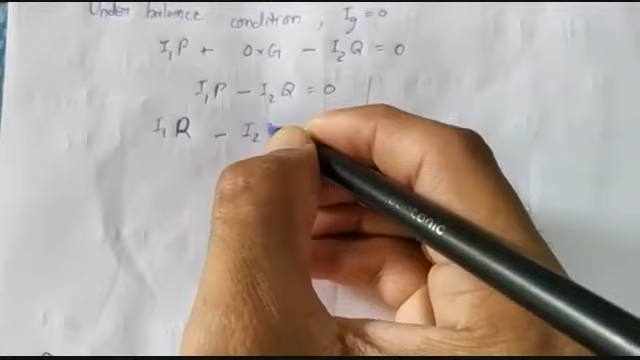 Under balance condition, Ig = 0
I₁P + 0×G - I₂Q = 0
I₁P - I₂Q = 0
I₁R - I₂